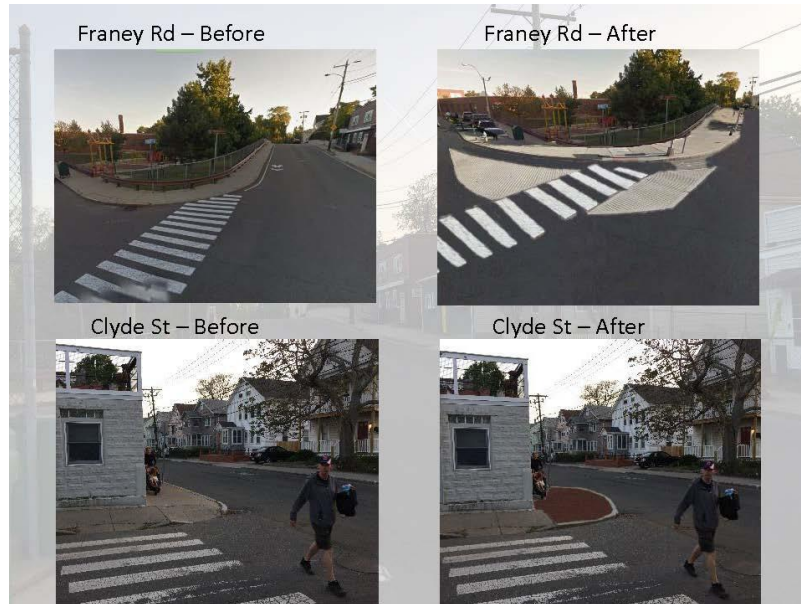 Franey Rd – Before
Franey Rd – After
Clyde St – Before
Clyde St – After